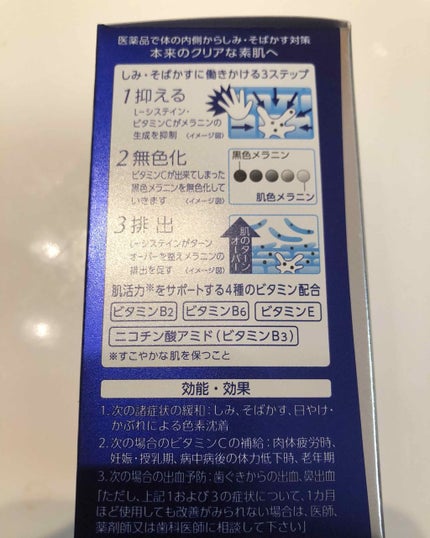 医薬品で体の内側からしみ・そばかす対策
本来のクリアな素肌へ
しみ・そばかすに働きかける3ステップ
1 抑える
L-システイン・
ビタミンCがメラニンの
生成を抑制 〈イメージ図〉
2 無色化
ビタミンCが出来てしまった
黒色メラニンを無色化して
いきます 〈イメージ図〉
黒色メラニン
肌色メラニン
3 排出
L-システインがターン
オーバーを整えメラニンの
排出を促す 〈イメージ図〉
肌のターン
オーバー
肌活力※をサポートする4種のビタミン配合
ビタミンB2 ビタミンB6 ビタミンE
ニコチン酸アミド(ビタミンB3)
※すこやかな肌を保つこと
効能・効果
1. 次の諸症状の緩和：しみ、そばかす、日やけ・
かぶれによる色素沈着
2. 次の場合のビタミンCの補給：肉体疲労時、
妊娠・授乳期、病中病後の体力低下時、老年期
3. 次の場合の出血予防：歯ぐきからの出血、鼻出血
「ただし、上記1および3の症状について、1カ月
ほど使用しても改善がみられない場合は、医師、
薬剤師又は歯科医師に相談して下さい」